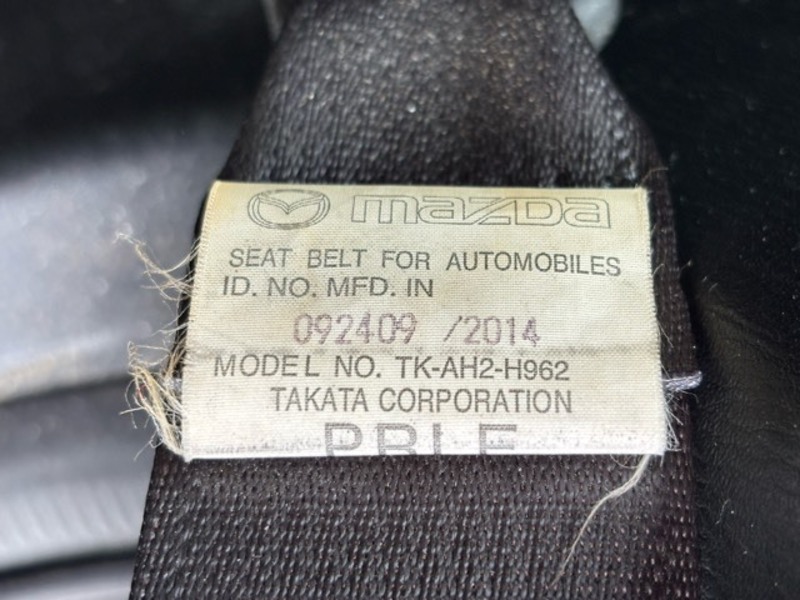 mazda
SEAT BELT FOR AUTOMOBILES
ID. NO. MFD. IN
092409 /2014
MODEL NO. TK-AH2-H962
TAKATA CORPORATION